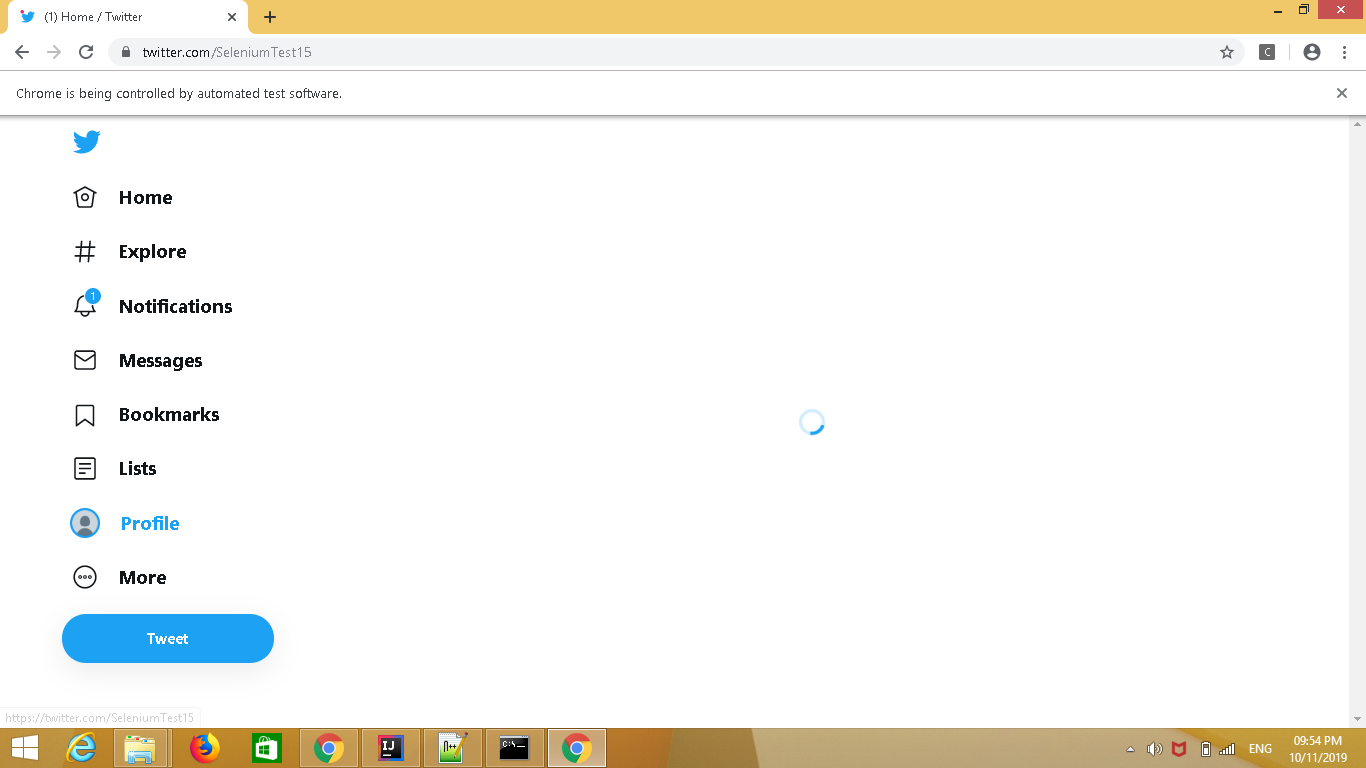 (1) Home / Twitter
twitter.com/SeleniumTest15
C
Chrome is being controlled by automated test software.
Home
Explore
1
Notifications
Messages
Bookmarks
Lists
Profile
More
Tweet
https://twitter.com/SeleniumTest15
IJ
N++
C:\_
ENG
09:54 PM
10/11/2019